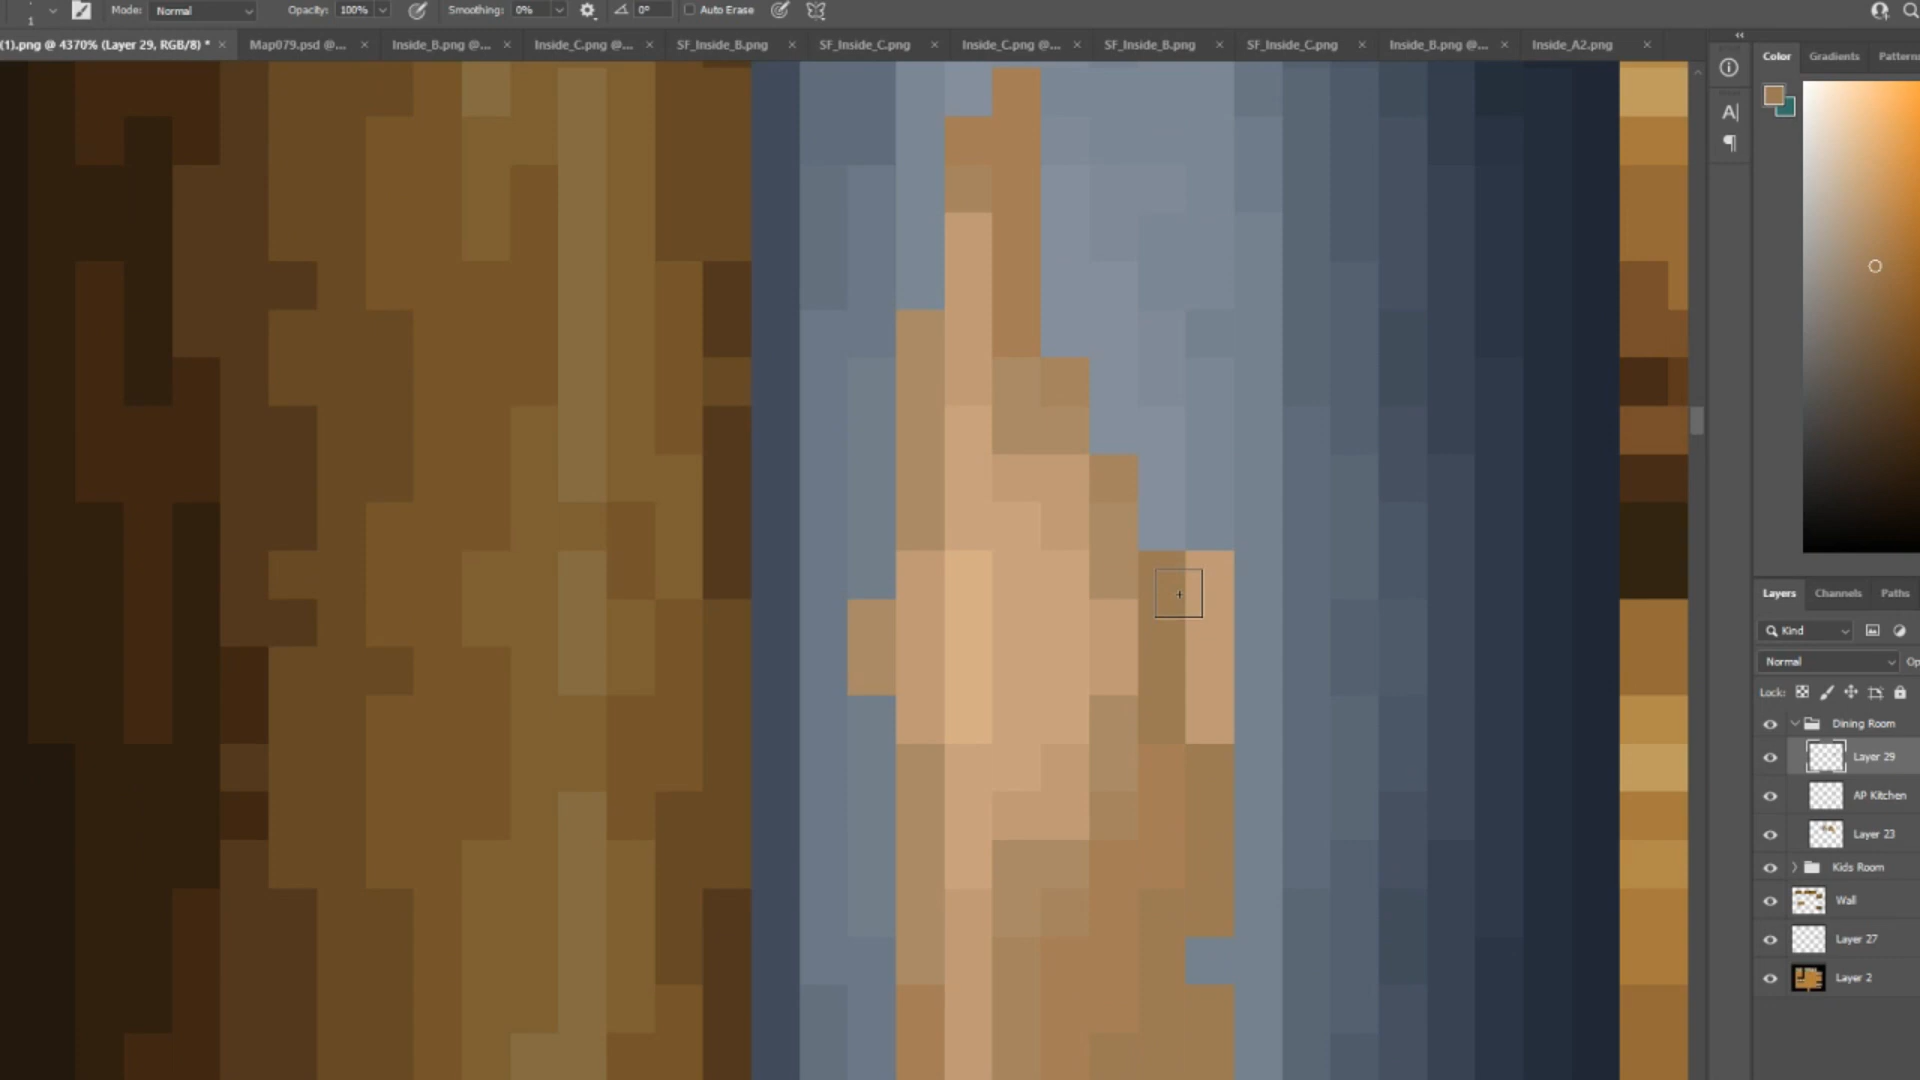 1 Mode: Normal Opacity: 100% Smoothing: 0% 0° Auto Erase
(1).png @ 4370% (Layer 29, RGB/8) * × Map079.psd @... × Inside_B.png @... × Inside_C.png @... × SF_Inside_B.png × SF_Inside_C.png × Inside_C.png @... × SF_Inside_B.png × SF_Inside_C.png × Inside_B.png @... × Inside_A2.png ×
Color Gradients Pattern
A|
¶
Layers Channels Paths
Kind
Normal Op
Lock:
Dining Room
Layer 29
AP Kitchen
Layer 23
Kids Room
Wall
Layer 27
Layer 2